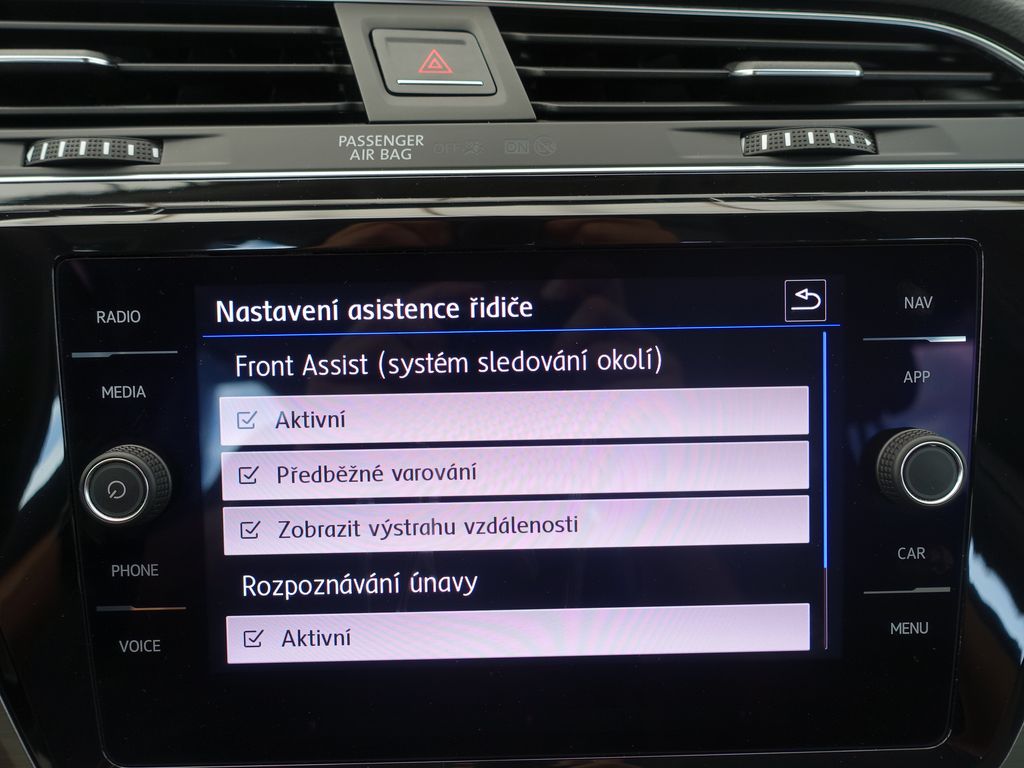 PASSENGER
AIR BAG OFF ON
RADIO
MEDIA
PHONE
VOICE
Nastavení asistence řidiče
Front Assist (systém sledování okolí)
Aktivní
Předběžné varování
Zobrazit výstrahu vzdálenosti
Rozpoznávání únavy
Aktivní
NAV
APP
CAR
MENU